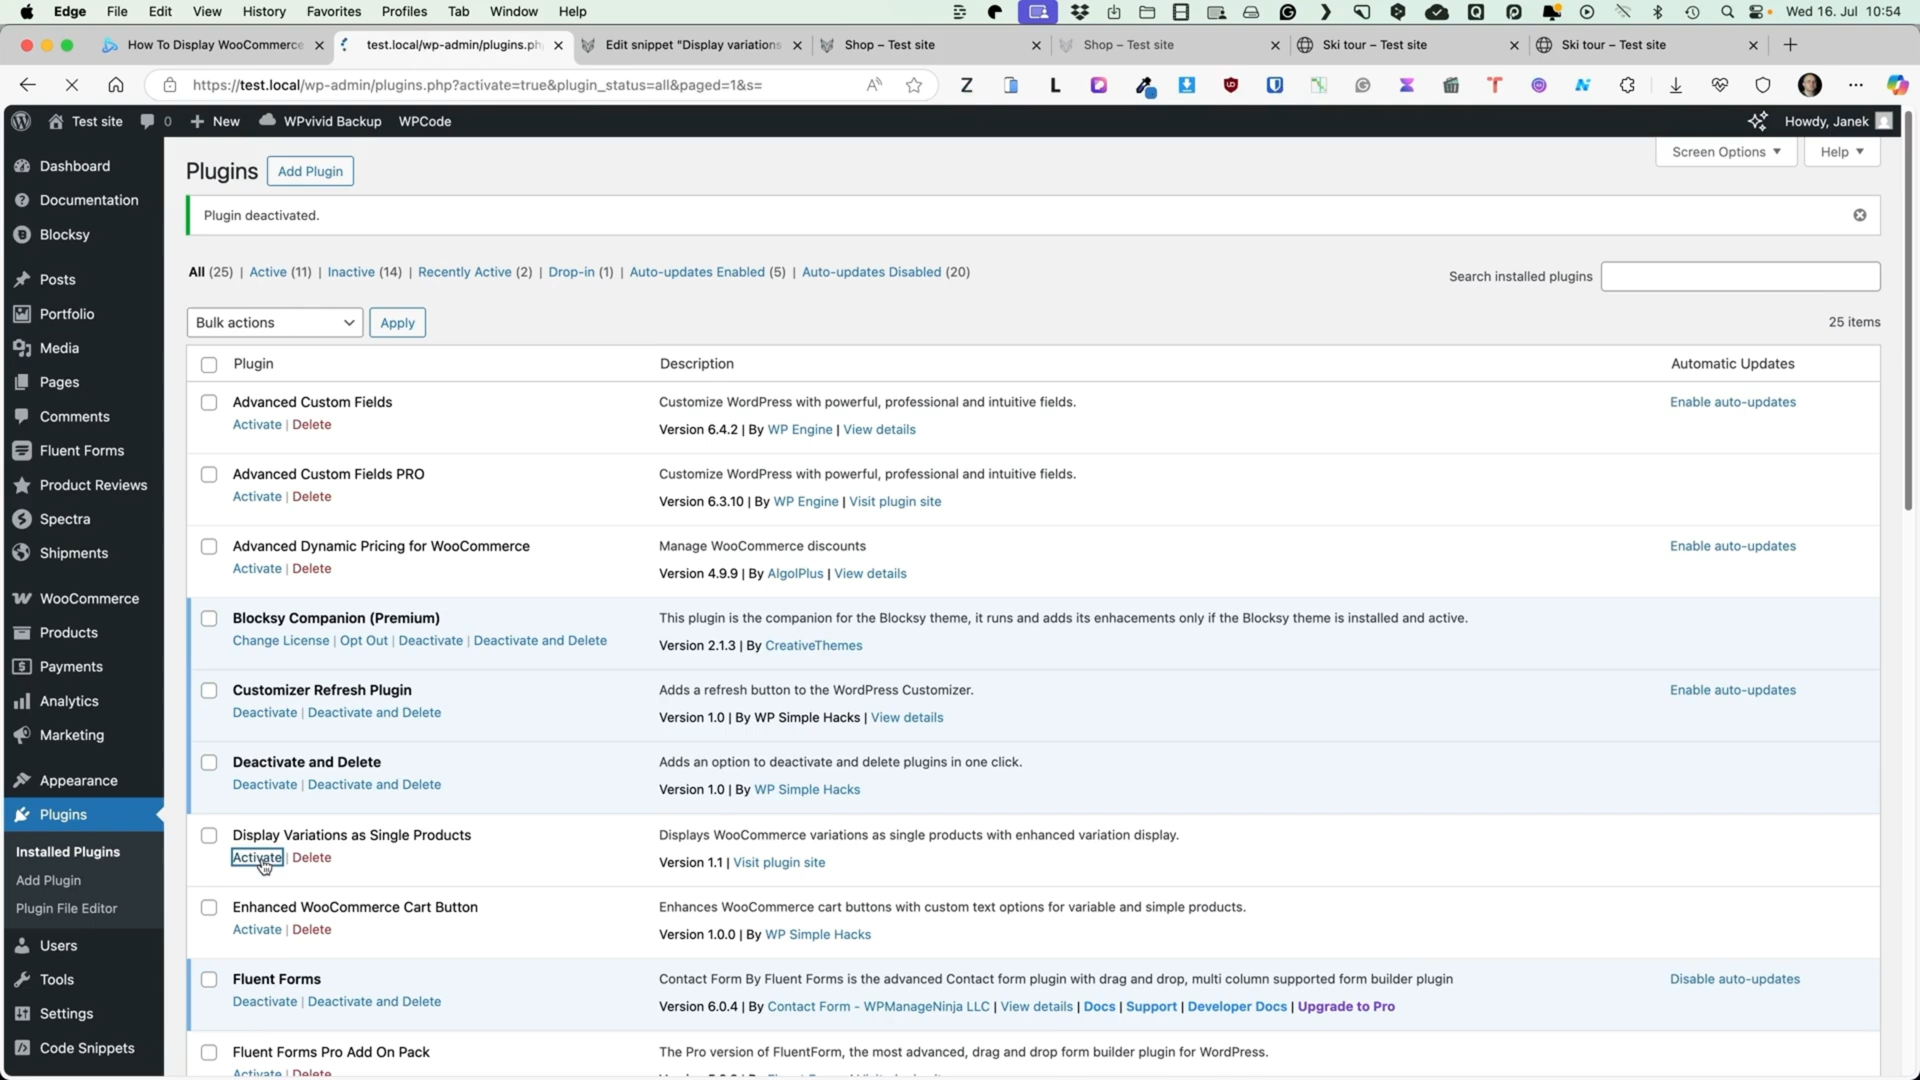 Edge File Edit View History Favorites Profiles Tab Window Help Wed 16. Jul 10:54
How To Display WooCommerce test.local/wp-admin/plugins.ph Edit snippet "Display variations Shop – Test site Shop – Test site Ski tour – Test site Ski tour – Test site
https://test.local/wp-admin/plugins.php?activate=true&plugin_status=all&paged=1&s=
Test site 0 New WPvivid Backup WPCode Howdy, Janek
Dashboard
Documentation
Blocksy
Posts
Portfolio
Media
Pages
Comments
Fluent Forms
Product Reviews
Spectra
Shipments
WooCommerce
Products
Payments
Analytics
Marketing
Appearance
Plugins
Installed Plugins
Add Plugin
Plugin File Editor
Users
Tools
Settings
Code Snippets
Screen Options Help
Plugins Add Plugin
Plugin deactivated.
All (25) | Active (11) | Inactive (14) | Recently Active (2) | Drop-in (1) | Auto-updates Enabled (5) | Auto-updates Disabled (20)
Search installed plugins
Bulk actions Apply 25 items
Plugin Description Automatic Updates
Advanced Custom Fields Customize WordPress with powerful, professional and intuitive fields. Enable auto-updates
Activate | Delete Version 6.4.2 | By WP Engine | View details
Advanced Custom Fields PRO Customize WordPress with powerful, professional and intuitive fields.
Activate | Delete Version 6.3.10 | By WP Engine | Visit plugin site
Advanced Dynamic Pricing for WooCommerce Manage WooCommerce discounts Enable auto-updates
Activate | Delete Version 4.9.9 | By AlgolPlus | View details
Blocksy Companion (Premium) This plugin is the companion for the Blocksy theme, it runs and adds its enhacements only if the Blocksy theme is installed and active.
Change License | Opt Out | Deactivate | Deactivate and Delete Version 2.1.3 | By CreativeThemes
Customizer Refresh Plugin Adds a refresh button to the WordPress Customizer. Enable auto-updates
Deactivate | Deactivate and Delete Version 1.0 | By WP Simple Hacks | View details
Deactivate and Delete Adds an option to deactivate and delete plugins in one click.
Deactivate | Deactivate and Delete Version 1.0 | By WP Simple Hacks
Display Variations as Single Products Displays WooCommerce variations as single products with enhanced variation display.
Activate | Delete Version 1.1 | Visit plugin site
Enhanced WooCommerce Cart Button Enhances WooCommerce cart buttons with custom text options for variable and simple products.
Activate | Delete Version 1.0.0 | By WP Simple Hacks
Fluent Forms Contact Form By Fluent Forms is the advanced Contact form plugin with drag and drop, multi column supported form builder plugin Disable auto-updates
Deactivate | Deactivate and Delete Version 6.0.4 | By Contact Form - WPManageNinja LLC | View details | Docs | Support | Developer Docs | Upgrade to Pro
Fluent Forms Pro Add On Pack The Pro version of FluentForm, the most advanced, drag and drop form builder plugin for WordPress.
Activate | Delete